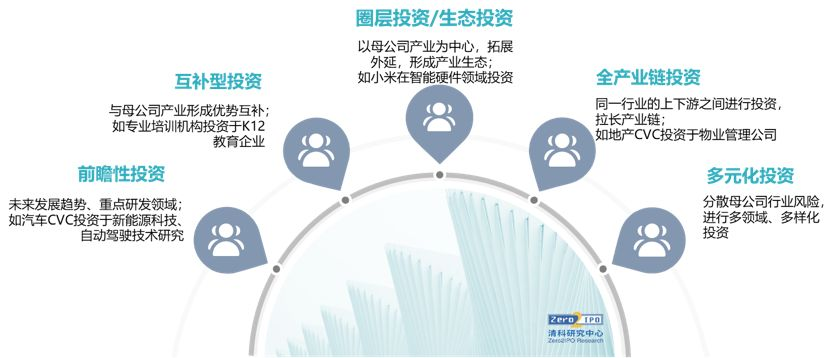 圈层投资/生态投资
以母公司产业为中心，拓展
外延，形成产业生态；
如小米在智能硬件领域投资
互补型投资
与母公司产业形成优势互补；
如专业培训机构投资于K12
教育企业
全产业链投资
同一行业的上下游之间进行投资，
拉长产业链；
如地产CVC投资于物业管理公司
前瞻性投资
未来发展趋势、重点研发领域；
如汽车CVC投资于新能源科技、
自动驾驶技术研究
多元化投资
分散母公司行业风险，
进行多领域、多样化
投资
Zero2IPO
清科研究中心
Zero2IPO Research